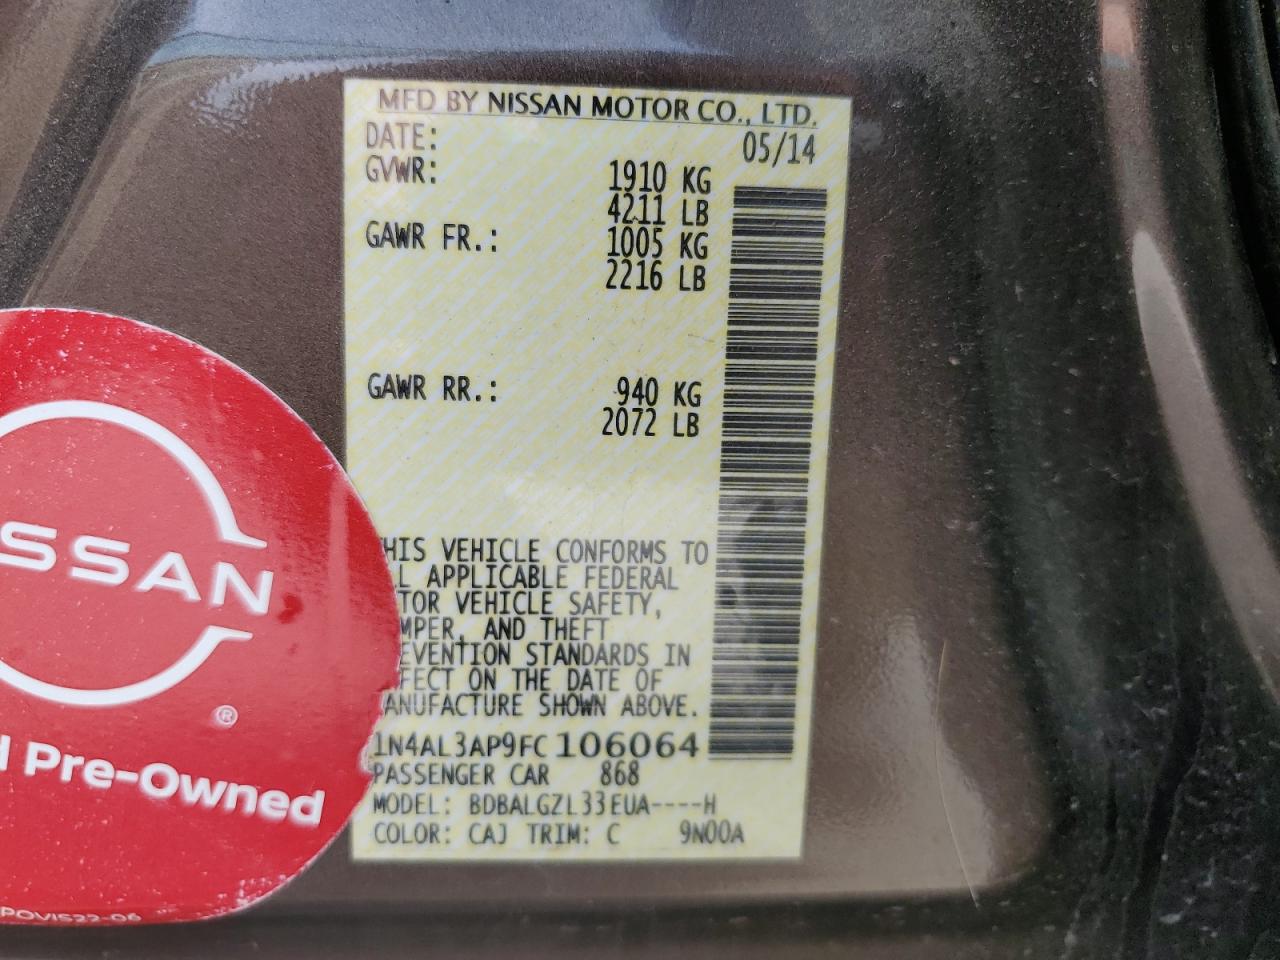 MFD BY NISSAN MOTOR CO., LTD.
DATE: 05/14
GVWR: 1910 KG
4211 LB
GAWR FR.: 1005 KG
2216 LB
GAWR RR.: 940 KG
2072 LB
HIS VEHICLE CONFORMS TO
L APPLICABLE FEDERAL
TOR VEHICLE SAFETY,
MPER, AND THEFT
EVENTION STANDARDS IN
FECT ON THE DATE OF
ANUFACTURE SHOWN ABOVE.
1N4AL3AP9FC106064
PASSENGER CAR 868
MODEL: BDBALGZL33EUA----H
COLOR: CAJ TRIM: C 9N00A
SSAN
®
d Pre-Owned
POVIS22-06